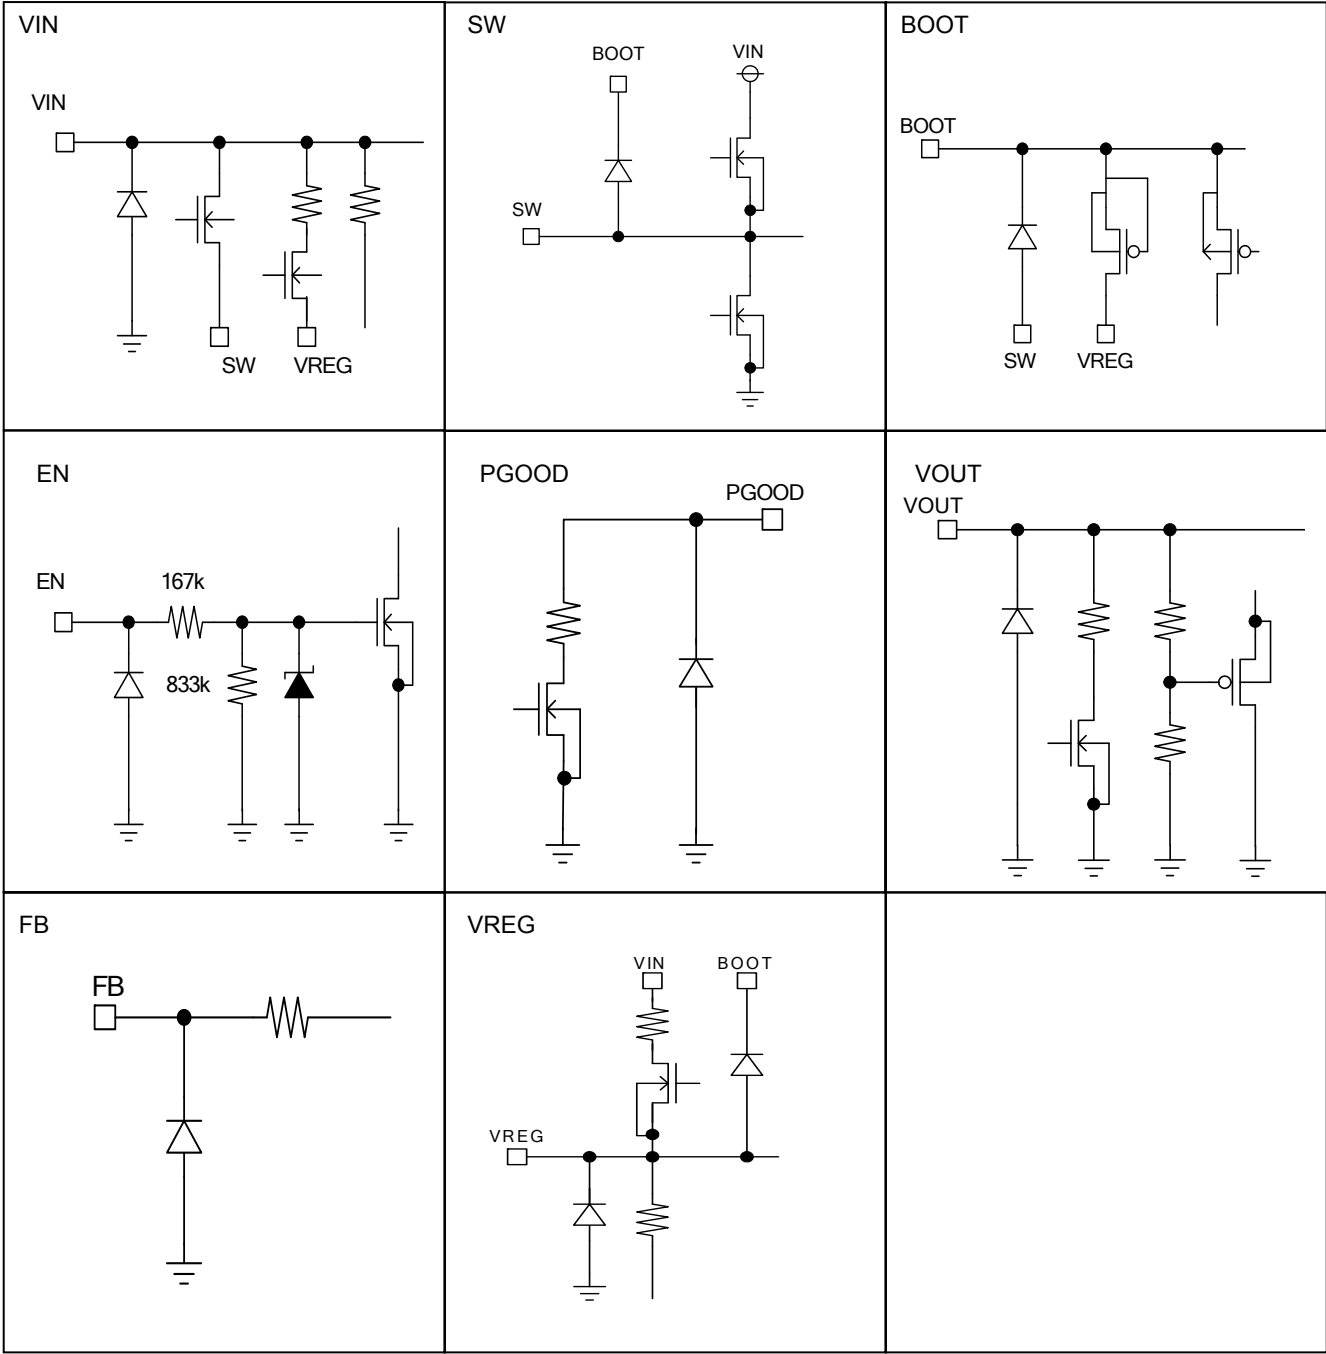 VIN
VIN
SW
VREG
SW
BOOT
VIN
SW
BOOT
BOOT
SW
VREG
EN
EN
167k
833k
PGOOD
PGOOD
VOUT
VOUT
FB
FB
VREG
VIN
BOOT
VREG